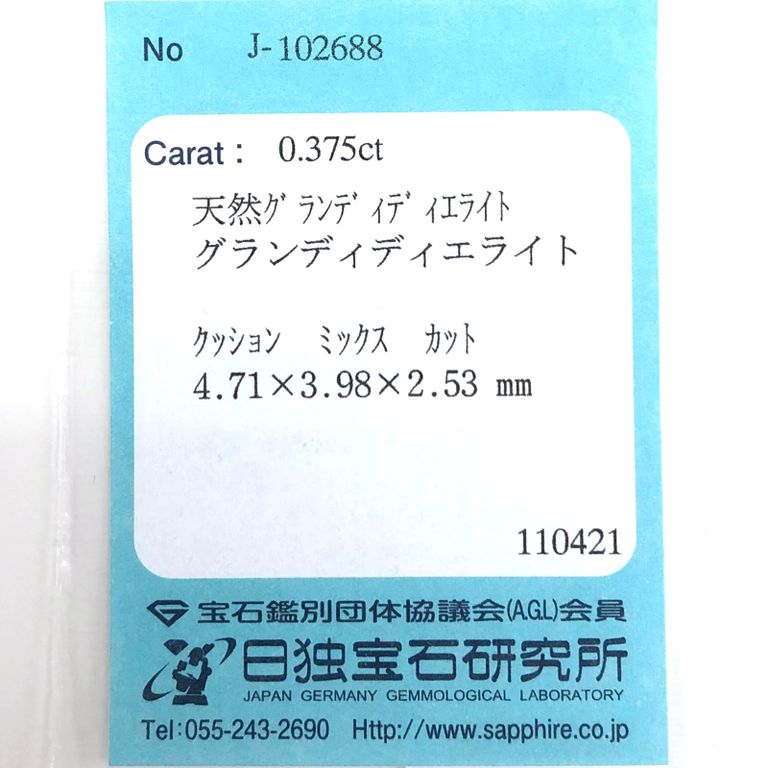 No J-102688
Carat : 0.375ct
天然ｸﾞﾗﾝﾃﾞｨﾃﾞｨｴﾗｲﾄ
グランディディエライト
ｸｯｼｮﾝ ﾐｯｸｽ ｶｯﾄ
4.71×3.98×2.53 mm
110421
宝石鑑別団体協議会(A.G.L.)会員
日独宝石研究所
JAPAN GERMANY GEMMOLOGICAL LABORATORY
Tel:055-243-2690 Http://www.sapphire.co.jp